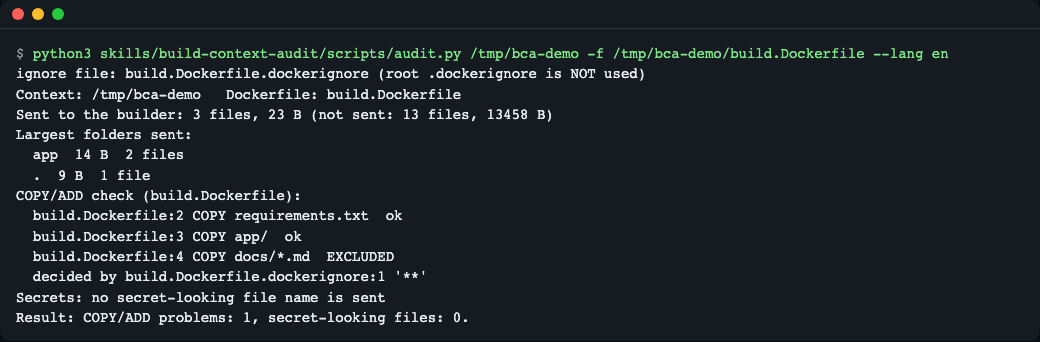 $ python3 skills/build-context-audit/scripts/audit.py /tmp/bca-demo -f /tmp/bca-demo/build.Dockerfile --lang en
ignore file: build.Dockerfile.dockerignore (root .dockerignore is NOT used)
Context: /tmp/bca-demo   Dockerfile: build.Dockerfile
Sent to the builder: 3 files, 23 B (not sent: 13 files, 13458 B)
Largest folders sent:
  app  14 B  2 files
  .  9 B  1 file
COPY/ADD check (build.Dockerfile):
  build.Dockerfile:2 COPY requirements.txt  ok
  build.Dockerfile:3 COPY app/  ok
  build.Dockerfile:4 COPY docs/*.md  EXCLUDED
  decided by build.Dockerfile.dockerignore:1 '**'
Secrets: no secret-looking file name is sent
Result: COPY/ADD problems: 1, secret-looking files: 0.